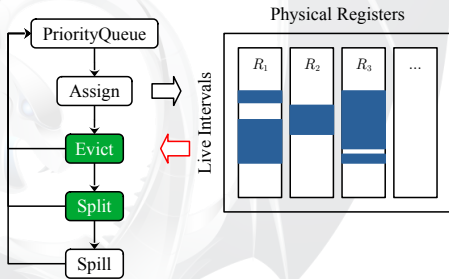 Physical Registers
PriorityQueue
Assign
Evict
Split
Spill
Live Intervals
R1
R2
R3
...